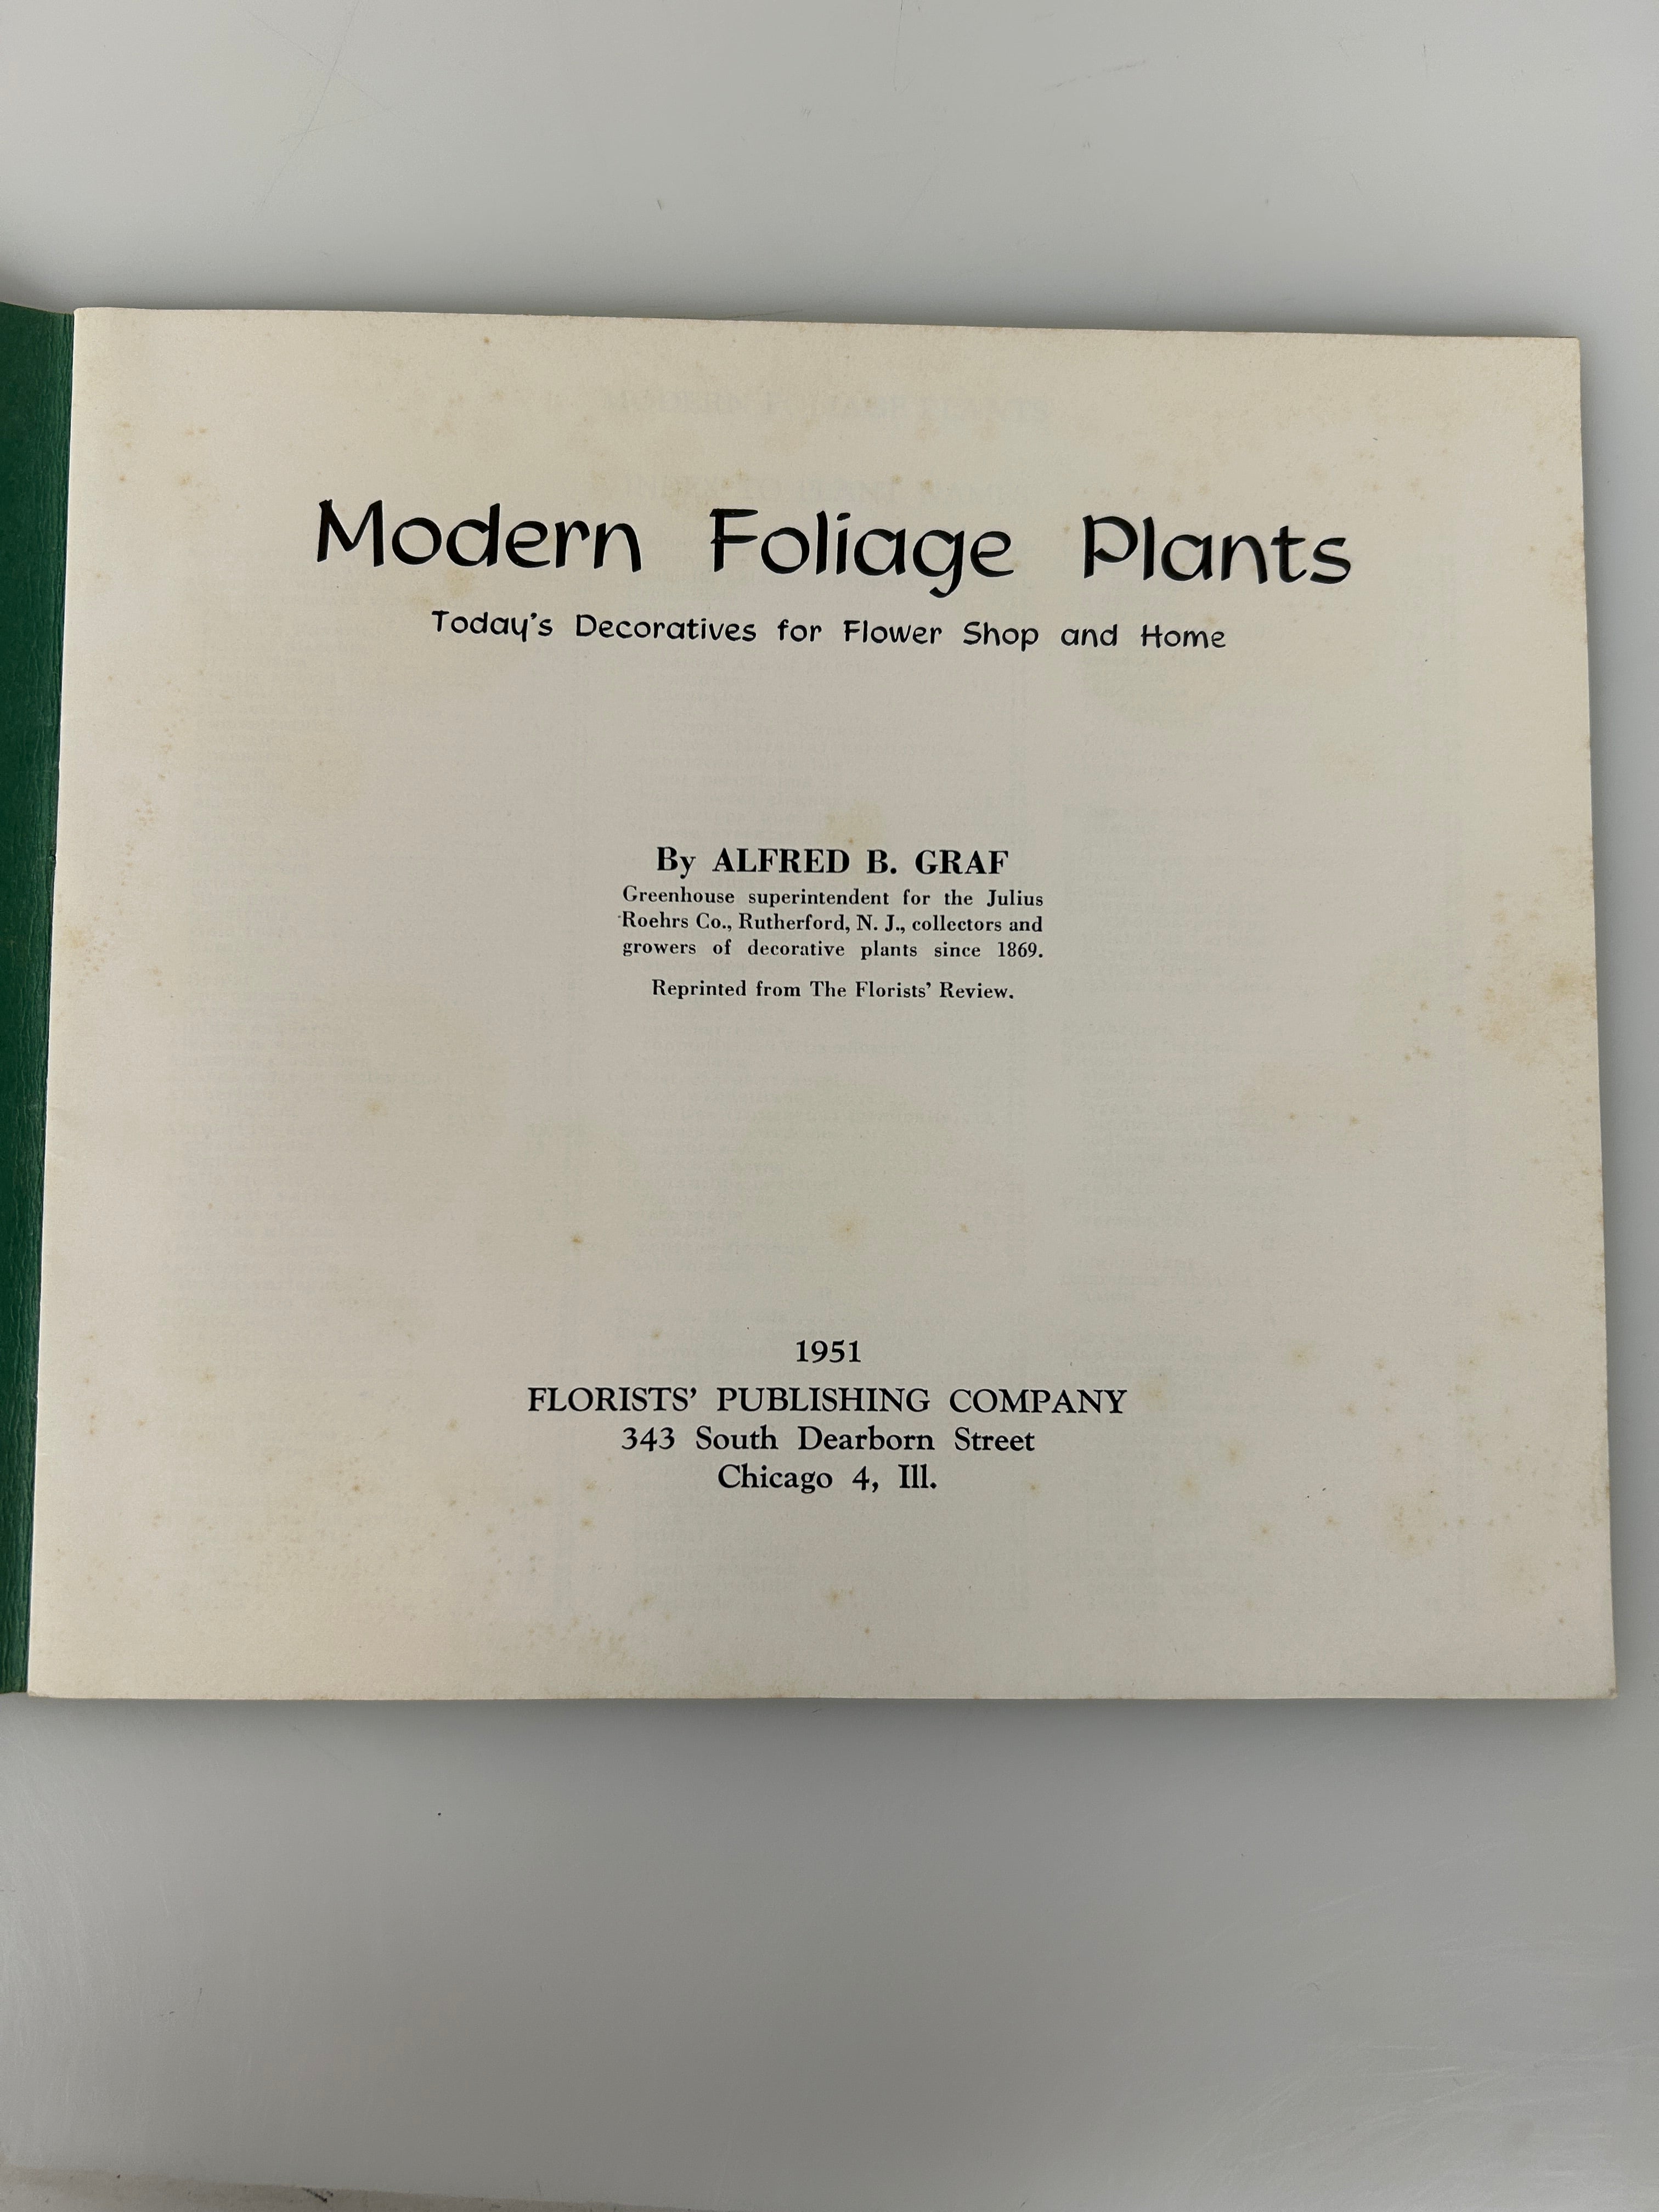 Modern Foliage Plants
Today's Decoratives for Flower Shop and Home
By ALFRED B. GRAF
Greenhouse superintendent for the Julius
Roehrs Co., Rutherford, N. J., collectors and
growers of decorative plants since 1869.
Reprinted from The Florists' Review.
1951
FLORISTS' PUBLISHING COMPANY
343 South Dearborn Street
Chicago 4, Ill.